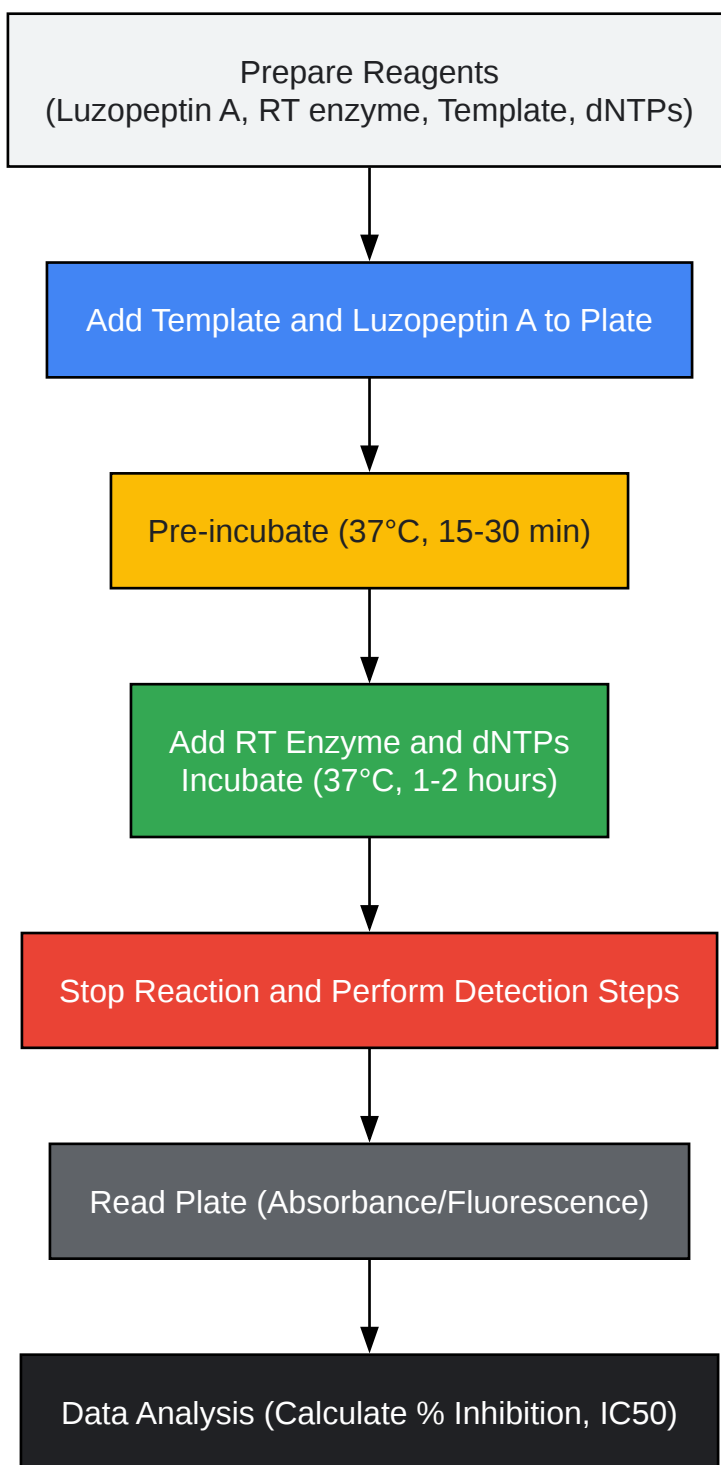 Prepare Reagents
(Luzopeptin A, RT enzyme, Template, dNTPs)
Add Template and Luzopeptin A to Plate
Pre-incubate (37°C, 15-30 min)
Add RT Enzyme and dNTPs
Incubate (37°C, 1-2 hours)
Stop Reaction and Perform Detection Steps
Read Plate (Absorbance/Fluorescence)
Data Analysis (Calculate % Inhibition, IC50)